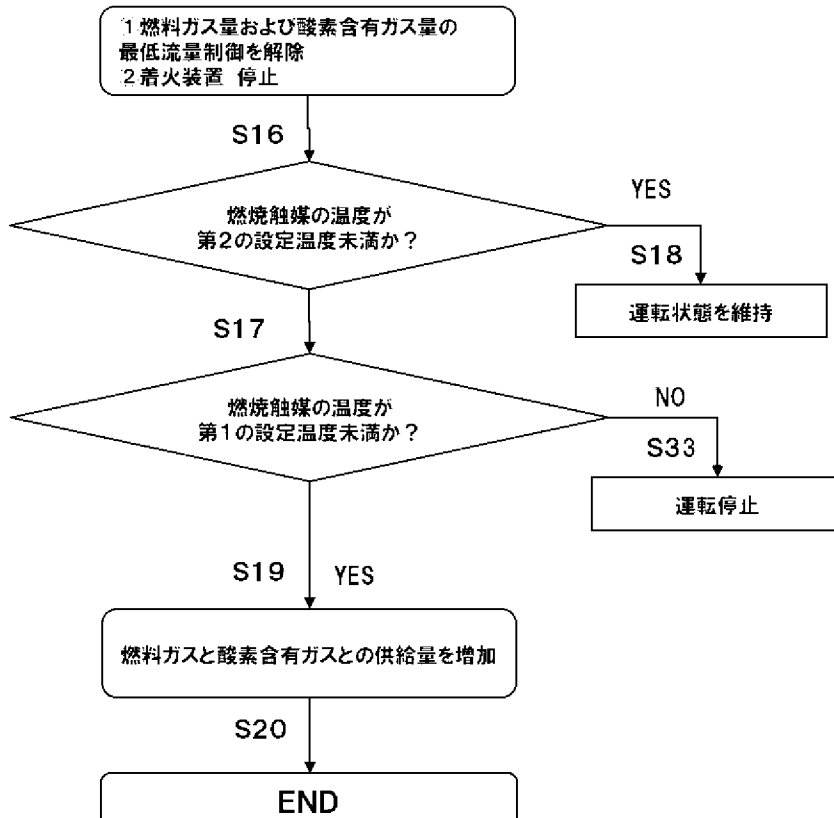 1.燃料ガス量および酸素含有ガス量の
最低流量制御を解除
2.着火装置 停止
S16
燃焼触媒の温度が
第2の設定温度未満か?
YES
S18
運転状態を維持
S17
燃焼触媒の温度が
第1の設定温度未満か?
NO
S33
運転停止
S19
YES
燃料ガスと酸素含有ガスとの供給量を増加
S20
END